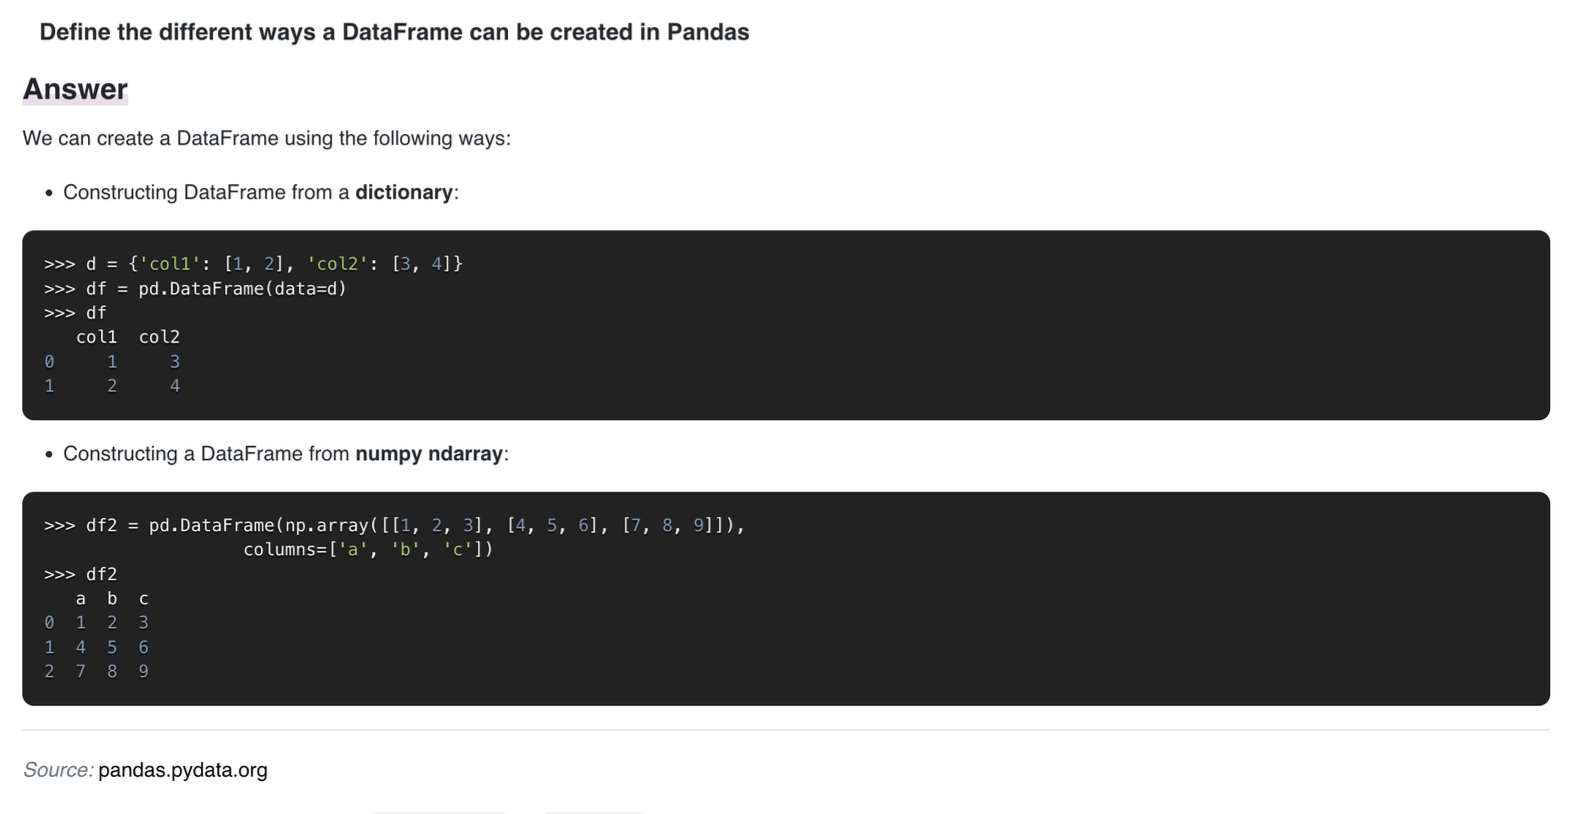 Define the different ways a DataFrame can be created in Pandas
Answer
We can create a DataFrame using the following ways:
• Constructing DataFrame from a dictionary:
>>> d = {'col1': [1, 2], 'col2': [3, 4]}
>>> df = pd.DataFrame(data=d)
>>> df
   col1  col2
0     1     3
1     2     4
• Constructing a DataFrame from numpy ndarray:
>>> df2 = pd.DataFrame(np.array([[1, 2, 3], [4, 5, 6], [7, 8, 9]]),
                   columns=['a', 'b', 'c'])
>>> df2
   a  b  c
0  1  2  3
1  4  5  6
2  7  8  9
Source: pandas.pydata.org